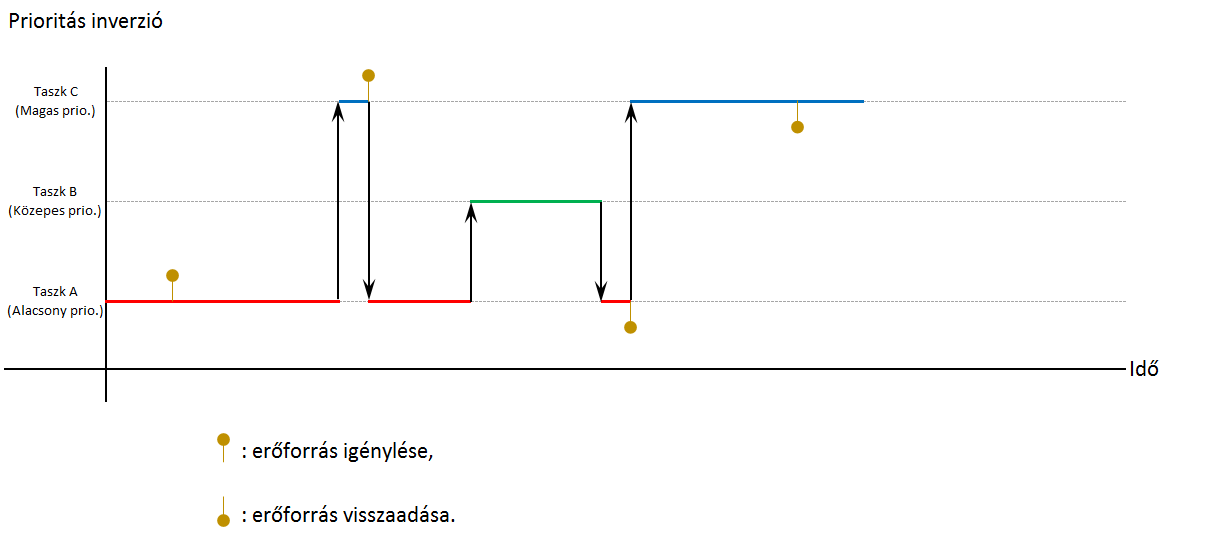 Prioritás inverzió
Taszk C
(Magas prio.)
Taszk B
(Közepes prio.)
Taszk A
(Alacsony prio.)
Idő
: erőforrás igénylése,
: erőforrás visszaadása.